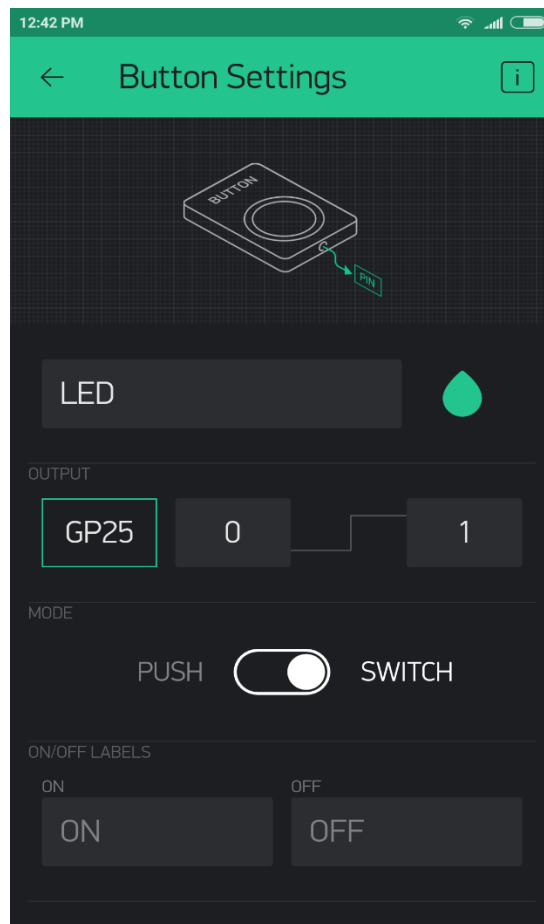 12:42 PM
Button Settings
i
BUTTON
PIN
LED
OUTPUT
GP25 0 1
MODE
PUSH SWITCH
ON/OFF LABELS
ON OFF
ON OFF